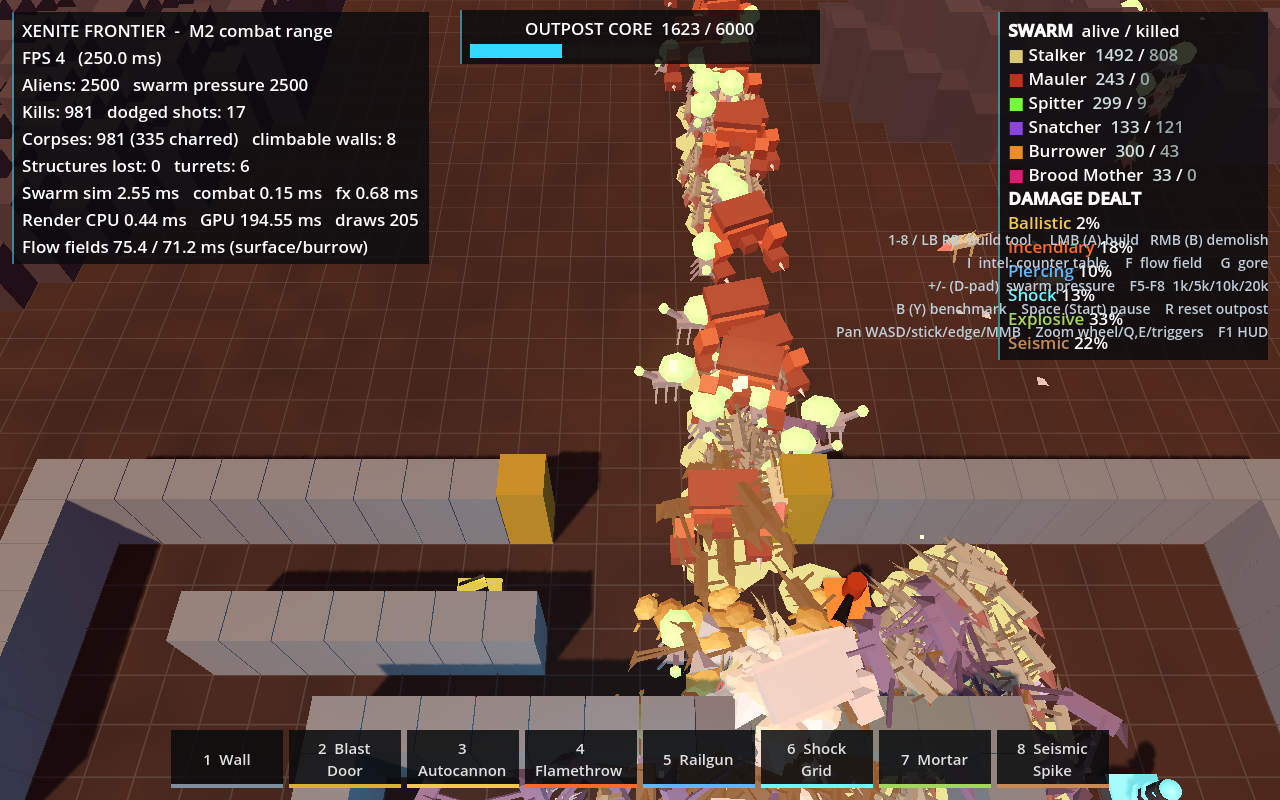 XENITE FRONTIER - M2 combat range
FPS 4 (250.0 ms)
Aliens: 2500 swarm pressure 2500
Kills: 981 dodged shots: 17
Corpses: 981 (335 charred) climbable walls: 8
Structures lost: 0 turrets: 6
Swarm sim 2.55 ms combat 0.15 ms fx 0.68 ms
Render CPU 0.44 ms GPU 194.55 ms draws 205
Flow fields 75.4 / 71.2 ms (surface/burrow)
OUTPOST CORE 1623 / 6000
SWARM alive / killed
Stalker 1492 / 808
Mauler 243 / 0
Spitter 299 / 9
Snatcher 133 / 121
Burrower 300 / 43
Brood Mother 33 / 0
DAMAGE DEALT
Ballistic 2%
Incendiary 18%
Piercing 10%
Shock 13%
Explosive 33%
Seismic 22%
1-8 / LB RB build tool LMB (A) build RMB (B) demolish
I intel: counter table F flow field G gore
+/- (D-pad) swarm pressure F5-F8 1k/5k/10k/20k
B (Y) benchmark Space (Start) pause R reset outpost
Pan WASD/stick/edge/MMB Zoom wheel/Q,E/triggers F1 HUD
1 Wall
2 Blast
Door
3
Autocannon
4
Flamethrow
5 Railgun
6 Shock
Grid
7 Mortar
8 Seismic
Spike